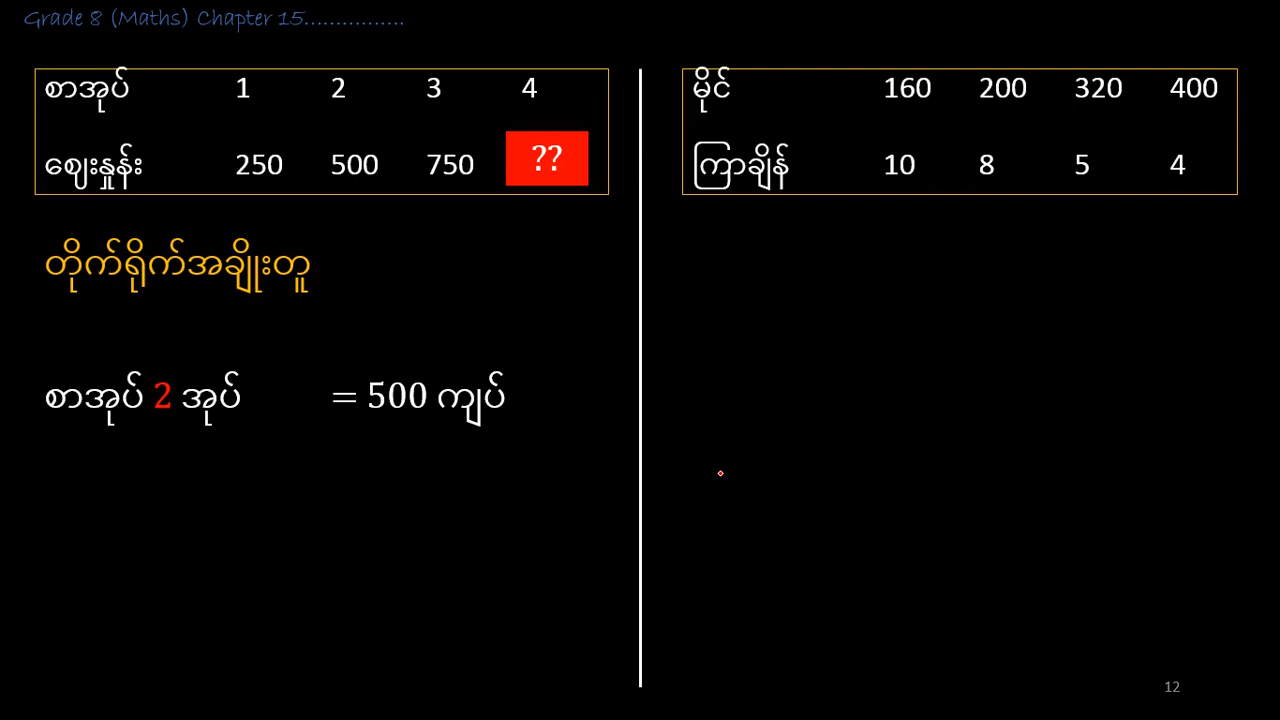 Grade 8 (Maths) Chapter 15................
စာအုပ် 1 2 3 4
ဈေးနှုန်း 250 500 750 ??
တိုက်ရိုက်အချိုးတူ
စာအုပ် 2 အုပ် = 500 ကျပ်
မိုင် 160 200 320 400
ကြာချိန် 10 8 5 4
12